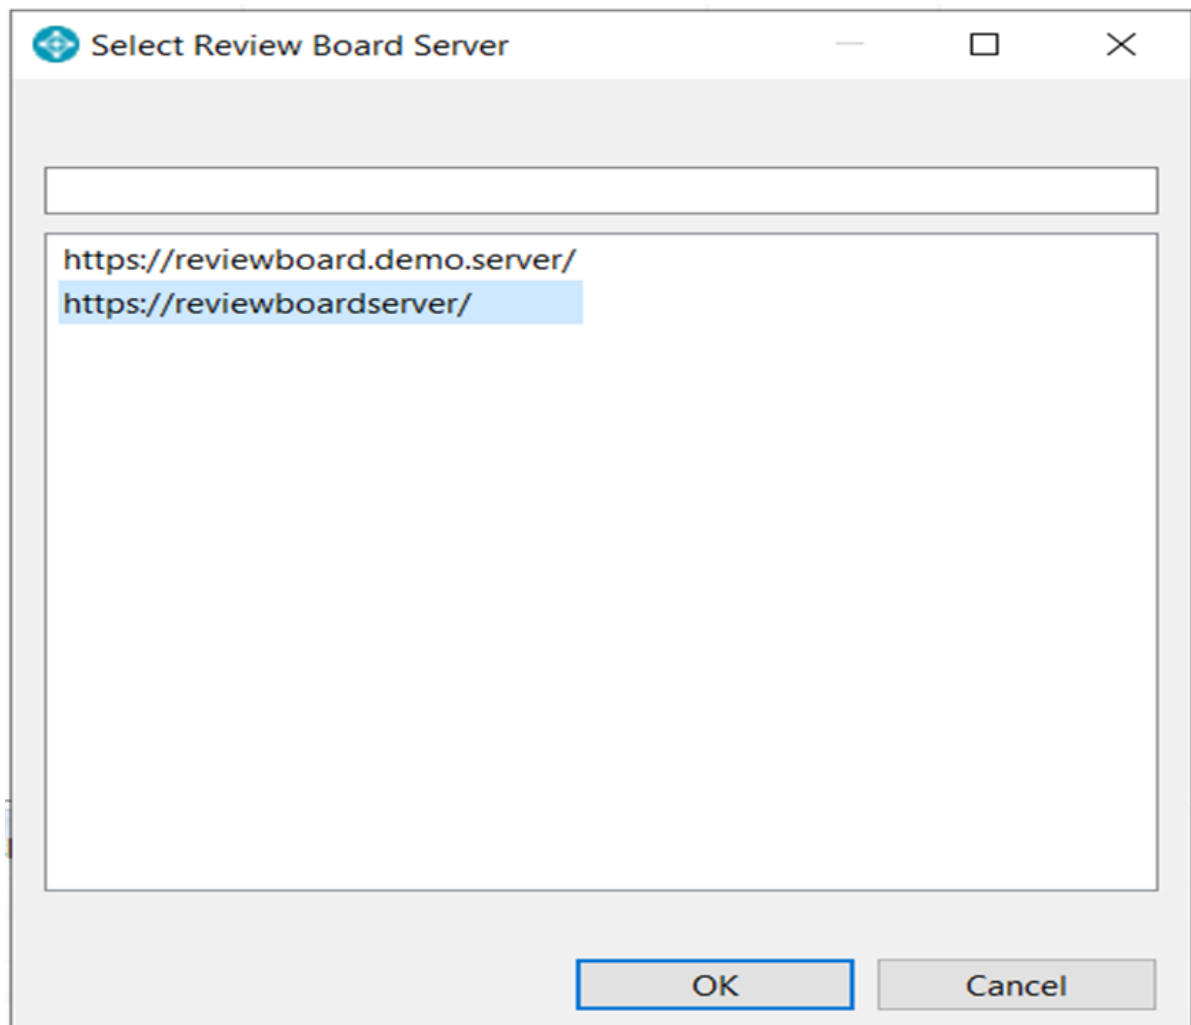 Select Review Board Server
https://reviewboard.demo.server/
https://reviewboardserver/
OK Cancel